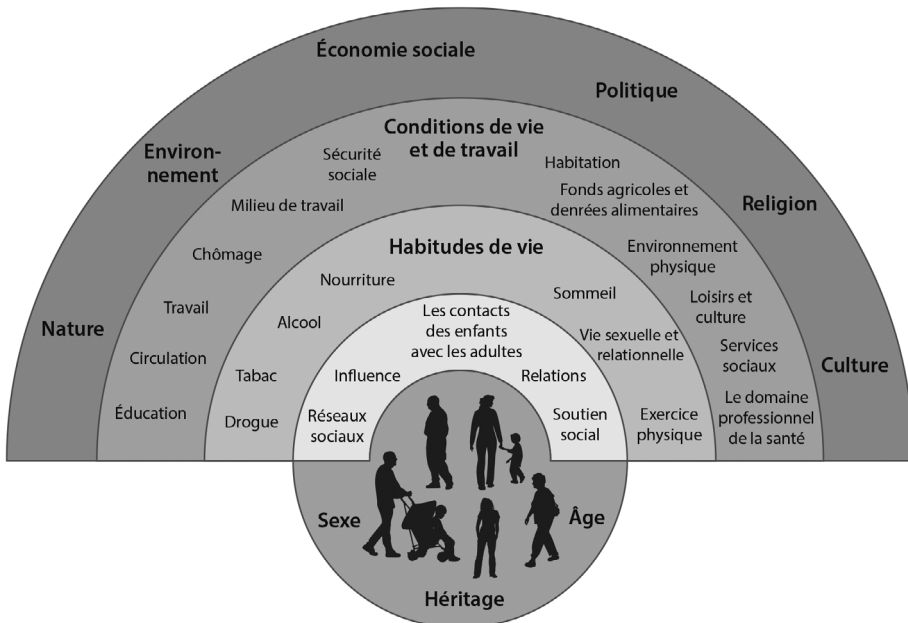 Économie sociale
Politique
Environ-
nement
Religion
Nature
Culture
Conditions de vie
et de travail
Sécurité
sociale
Habitation
Milieu de travail
Fonds agricoles et
denrées alimentaires
Chômage
Environnement
physique
Travail
Loisirs et
culture
Circulation
Services
sociaux
Éducation
Le domaine
professionnel
de la santé
Habitudes de vie
Nourriture
Sommeil
Alcool
Vie sexuelle et
relationnelle
Tabac
Drogue
Exercice
physique
Les contacts
des enfants
avec les adultes
Influence
Relations
Réseaux
sociaux
Soutien
social
Sexe
Âge
Héritage